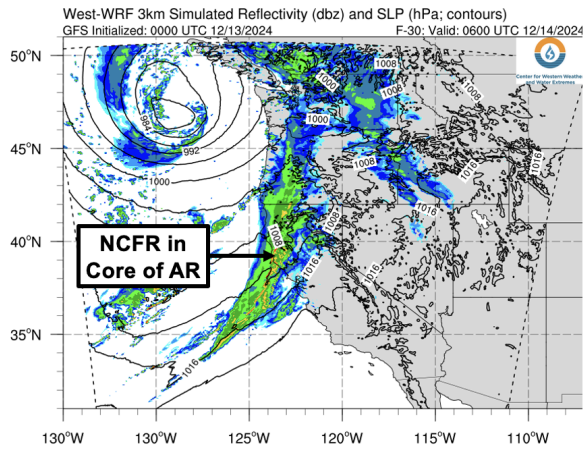 West-WRF 3km Simulated Reflectivity (dbz) and SLP (hPa; contours)
GFS Initialized: 0000 UTC 12/13/2024 F-30: Valid: 0600 UTC 12/14/2024
Center for Western Weather
and Water Extremes
50°N
45°N
40°N
35°N
1008
1000
1008
1008
984
1000
992
1008
1016
1016
1000
1016
1008
1008
1016
1016
1016
NCFR in
Core of AR
130°W 125°W 120°W 115°W 110°W